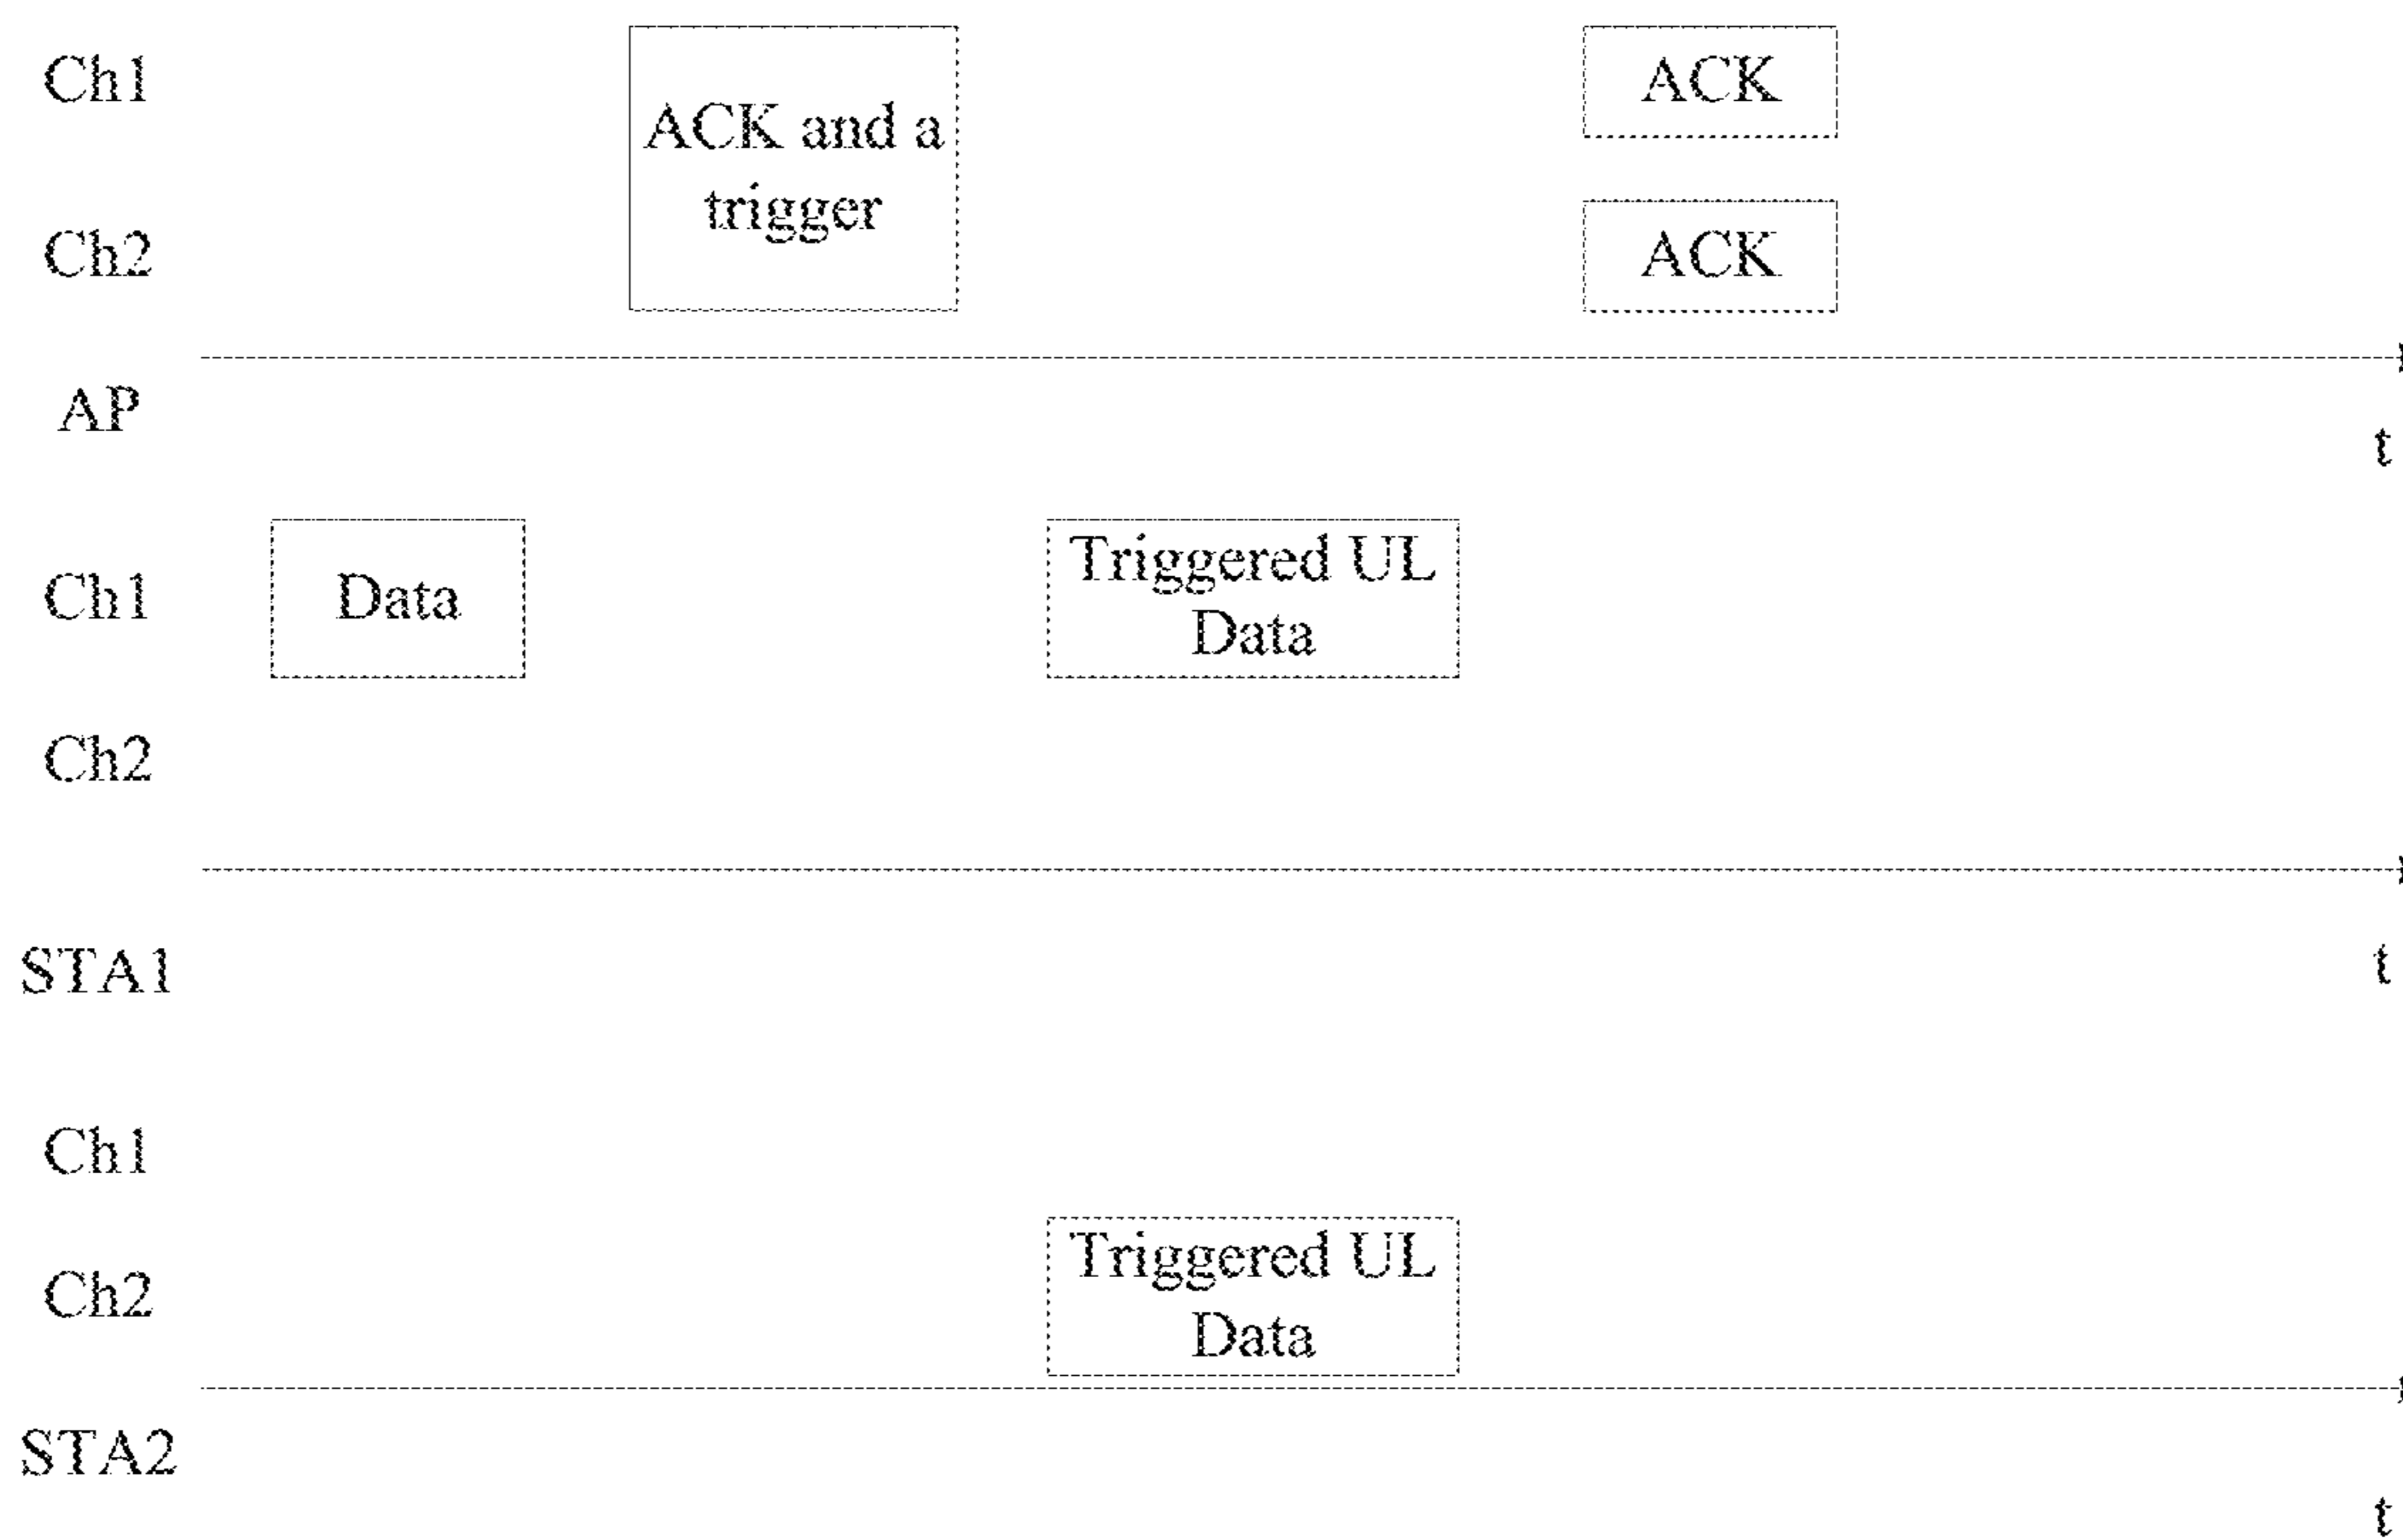 Ch1
ACK and a
trigger
ACK
Ch2
ACK
AP
t
Ch1
Data
Triggered UL
Data
Ch2
STA1
t
Ch1
Ch2
Triggered UL
Data
STA2
t